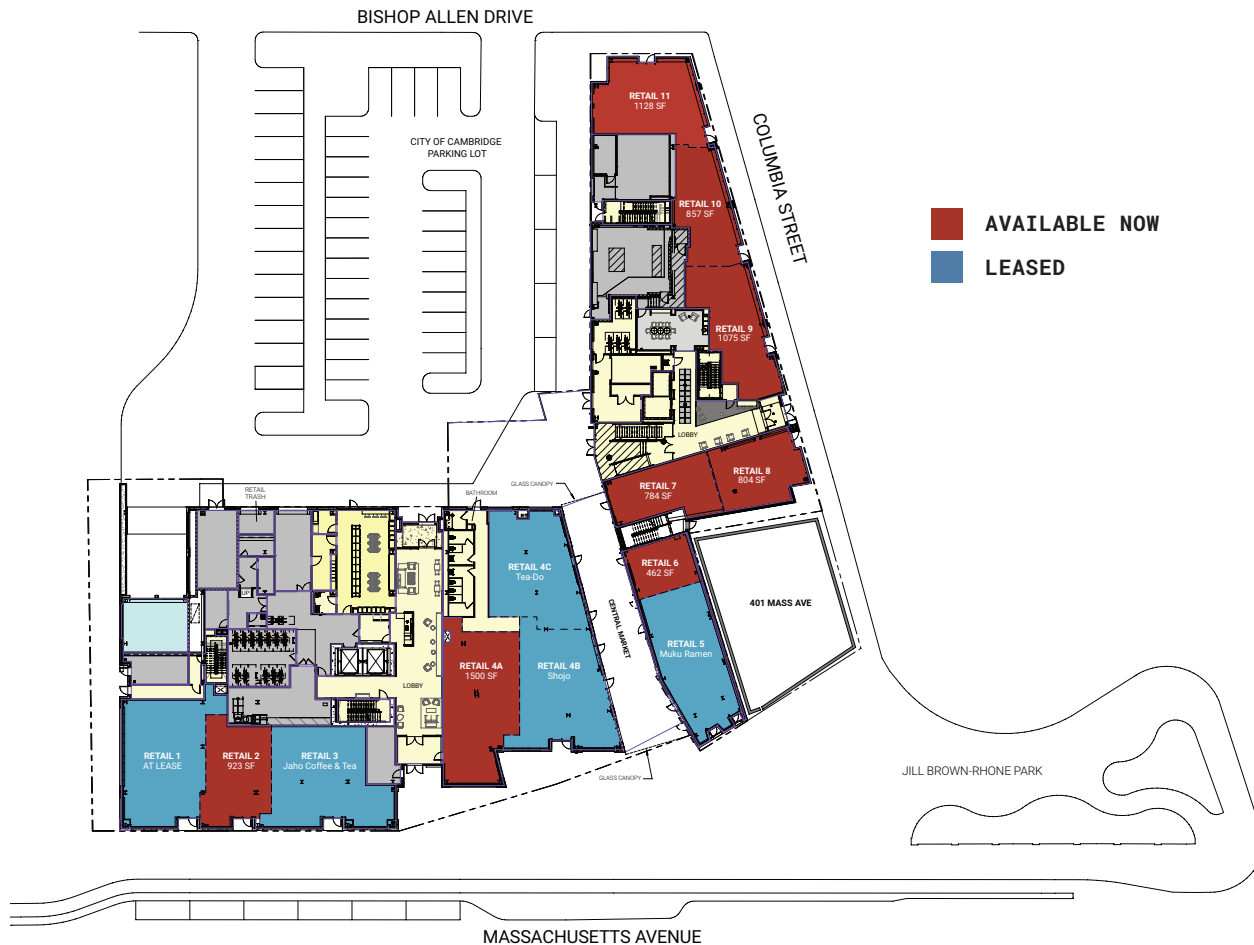 BISHOP ALLEN DRIVE
RETAIL 11
1128 SF
COLUMBIA STREET
CITY OF CAMBRIDGE
PARKING LOT
RETAIL 10
857 SF
AVAILABLE NOW
LEASED
RETAIL 9
1075 SF
LOBBY
RETAIL 8
804 SF
RETAIL 7
784 SF
GLASS CANOPY
BATHROOM
RETAIL
TRASH
RETAIL 6
462 SF
RETAIL 4C
Tea-Do
UP
CENTRAL MARKET
401 MASS AVE
RETAIL 5
Muku Ramen
RETAIL 4A
1500 SF
RETAIL 4B
Shojo
LOBBY
RETAIL 1
AT LEASE
RETAIL 2
923 SF
RETAIL 3
Jaho Coffee & Tea
GLASS CANOPY
JILL BROWN-RHONE PARK
MASSACHUSETTS AVENUE